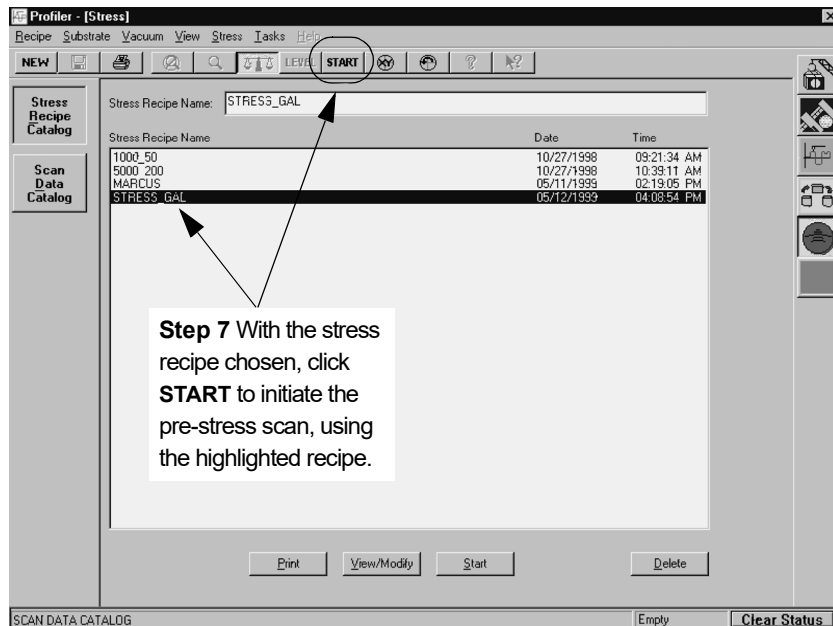 Profiler - [Stress]
Recipe Substrate Vacuum View Stress Tasks Help
NEW LEVEL START XY
Stress Recipe Catalog
Scan Data Catalog
Stress Recipe Name: STRESS_GAL
Stress Recipe Name Date Time
1000_50 10/27/1998 09:21:34 AM
5000 200 10/27/1998 10:39:11 AM
MARCUS 05/11/1999 02:19:05 PM
STRESS_GAL 05/12/1999 04:08:54 PM
Step 7 With the stress
recipe chosen, click
START to initiate the
pre-stress scan, using
the highlighted recipe.
Print View/Modify Start Delete
SCAN DATA CATALOG Empty Clear Status